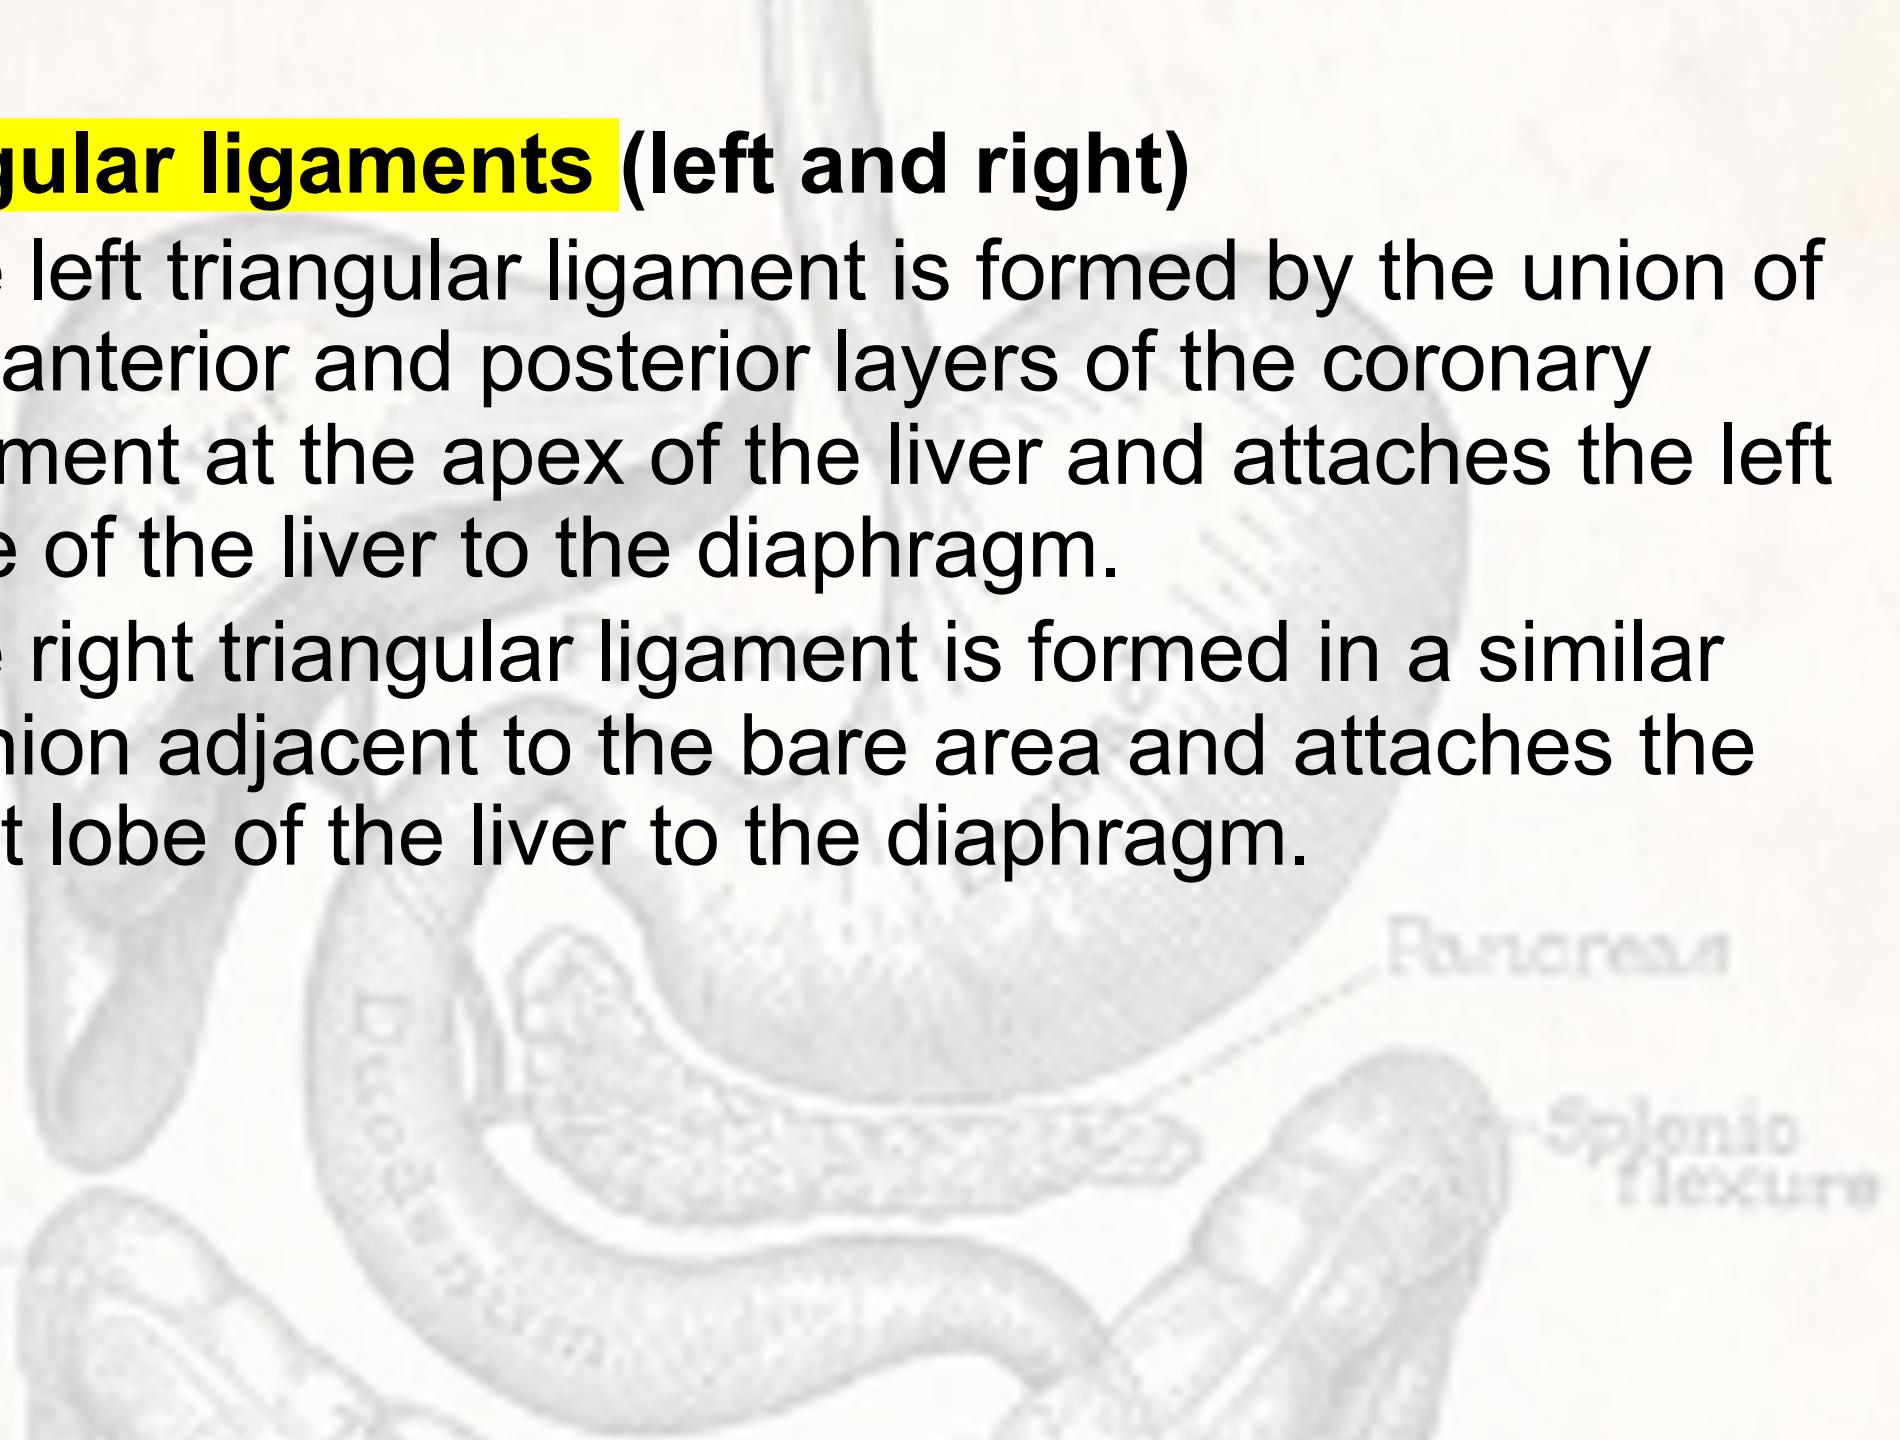 gular ligaments (left and right)
e left triangular ligament is formed by the union of
anterior and posterior layers of the coronary
ment at the apex of the liver and attaches the left
e of the liver to the diaphragm.
e right triangular ligament is formed in a similar
nion adjacent to the bare area and attaches the
t lobe of the liver to the diaphragm.
Pancreas
Duodenum
Splenic
flexure